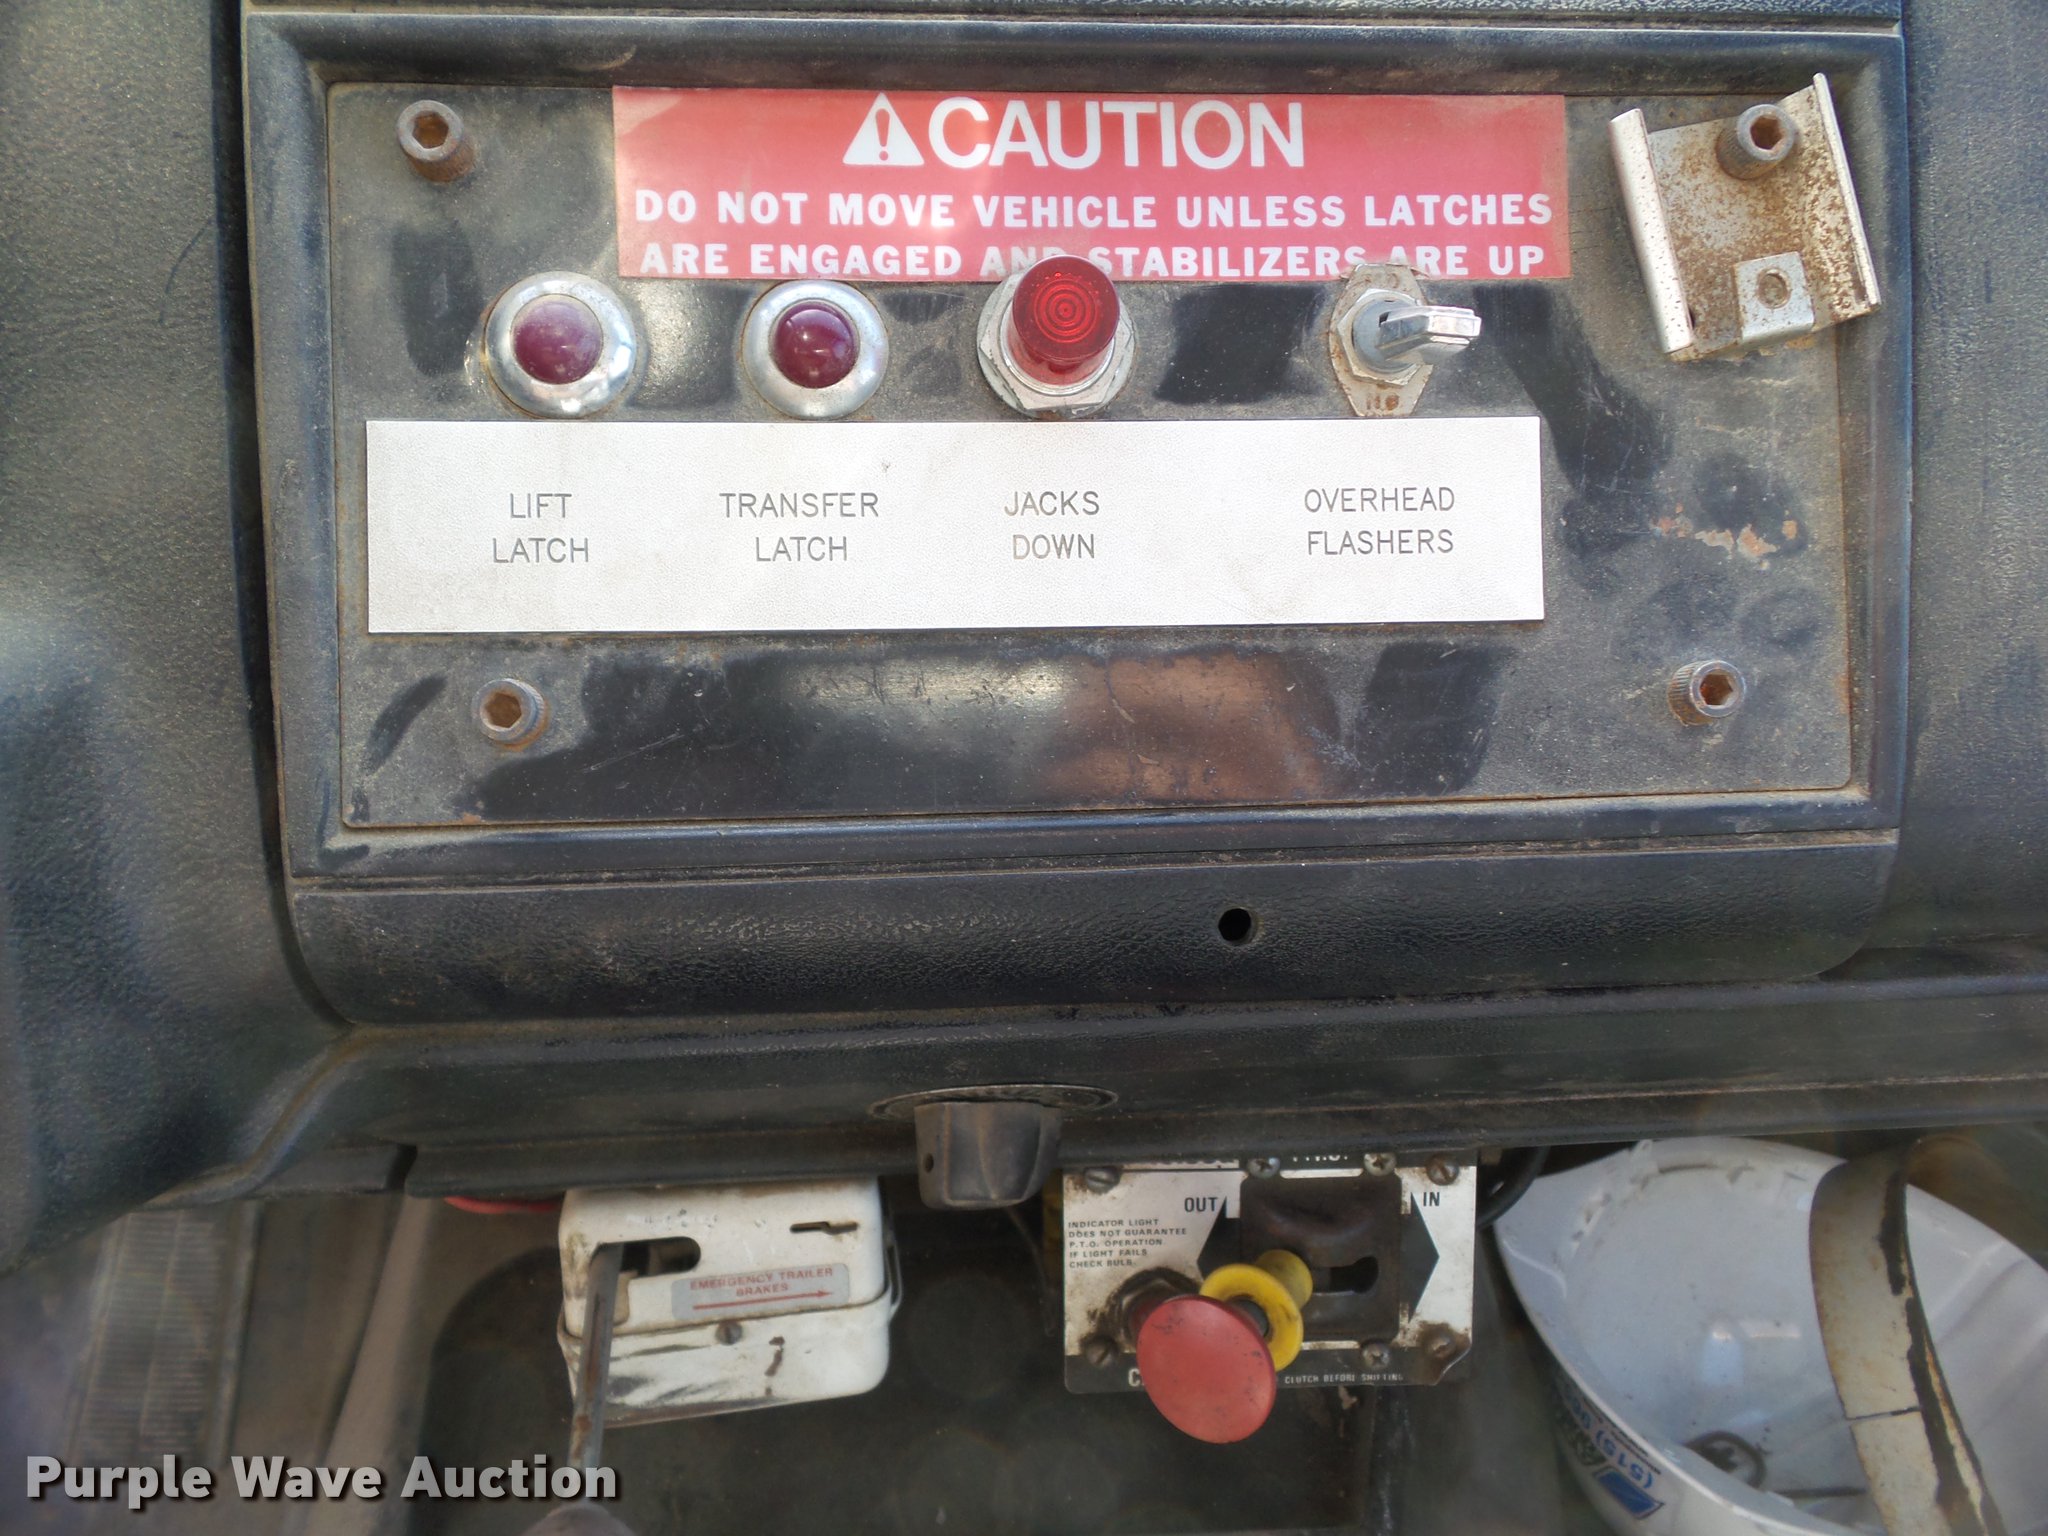 CAUTION
DO NOT MOVE VEHICLE UNLESS LATCHES
ARE ENGAGED AND STABILIZERS ARE UP
LIFT
LATCH
TRANSFER
LATCH
JACKS
DOWN
OVERHEAD
FLASHERS
OUT
IN
INDICATOR LIGHT
DOES NOT GUARANTEE
P.T.O. OPERATION
IF LIGHT FAILS
CHECK BULB.
EMERGENCY TRAILER
BRAKES
CLUTCH BEFORE SHIFTING
(515)
Purple Wave Auction